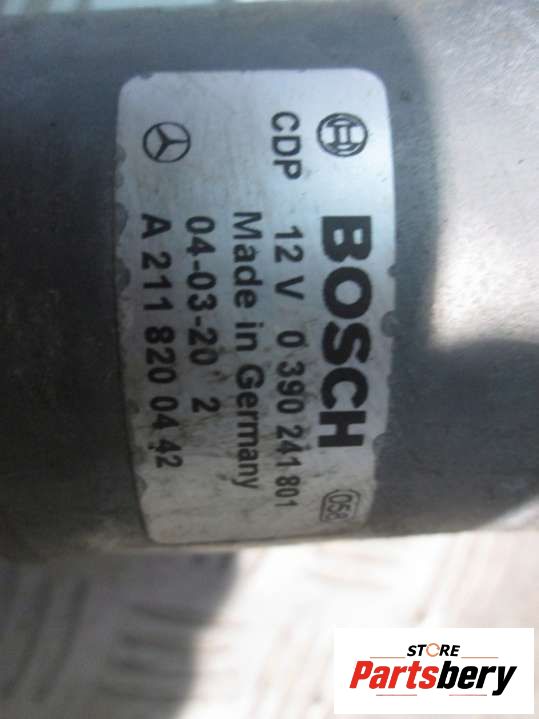 BOSCH
058
CDP 12 V 0 390 241 801
Made in Germany
04-03-20 2
A 211 820 04 42
STORE
Partsbery